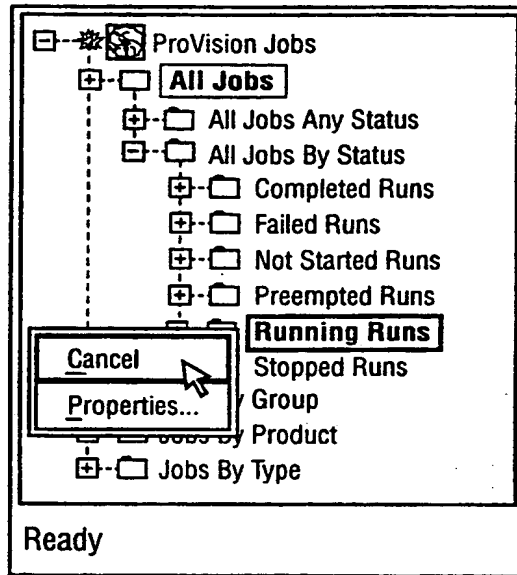 ProVision Jobs
All Jobs
All Jobs Any Status
All Jobs By Status
Completed Runs
Failed Runs
Not Started Runs
Preempted Runs
Running Runs
Cancel
Stopped Runs
Properties...
Group
By Product
Jobs By Type
Ready